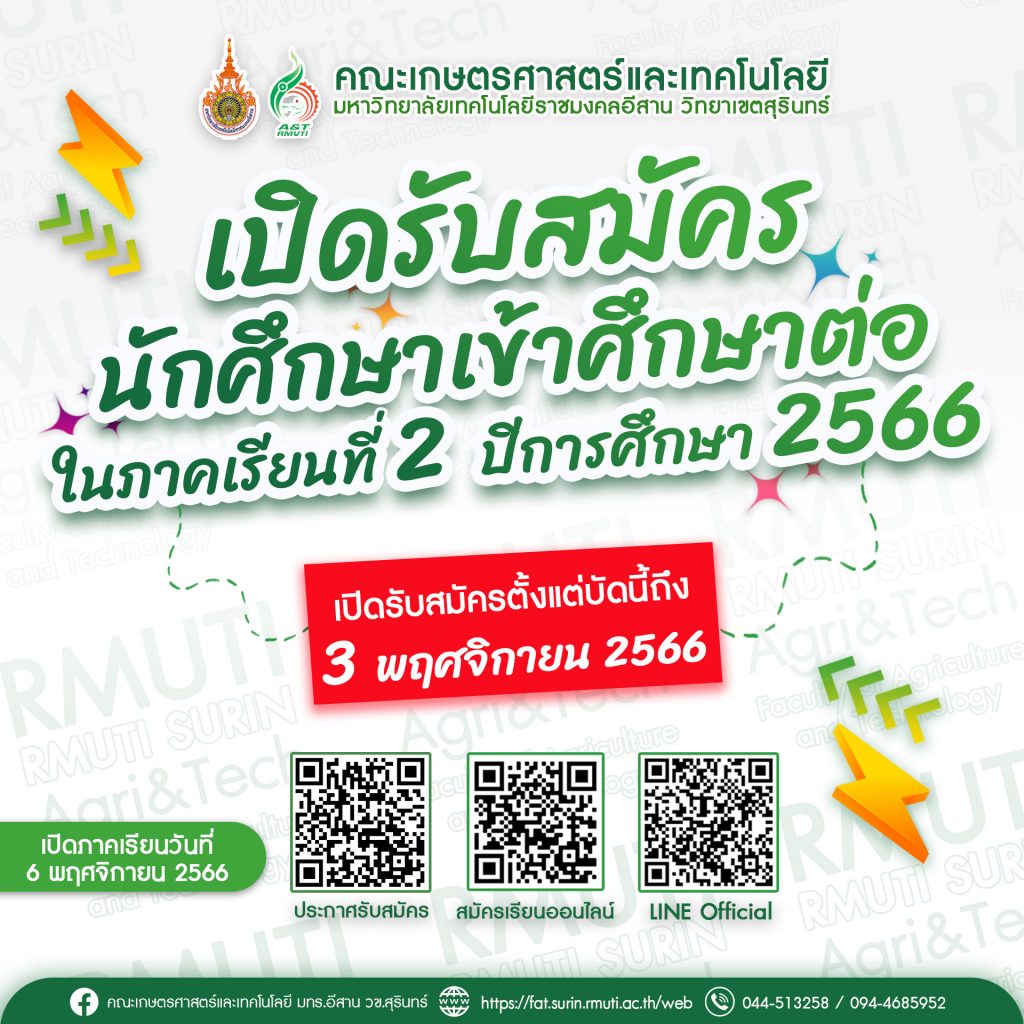 คณะเกษตรศาสตร์และเทคโนโลยี
มหาวิทยาลัยเทคโนโลยีราชมงคลอีสาน วิทยาเขตสุรินทร์
A&T
RMUTI
เปิดรับสมัคร
นักศึกษาเข้าศึกษาต่อ
ในภาคเรียนที่ 2 ปีการศึกษา 2566
เปิดรับสมัครตั้งแต่บัดนี้ถึง
3 พฤศจิกายน 2566
เปิดภาคเรียนวันที่
6 พฤศจิกายน 2566
ประกาศรับสมัคร
สมัครเรียนออนไลน์
LINE Official
คณะเกษตรศาสตร์และเทคโนโลยี มทร.อีสาน วข.สุรินทร์ https://fat.surin.rmuti.ac.th/web 044-513258 / 094-4685952
RMUTI
RMUTI SURIN
Agri&Tech
Faculty of Agriculture
and Technology